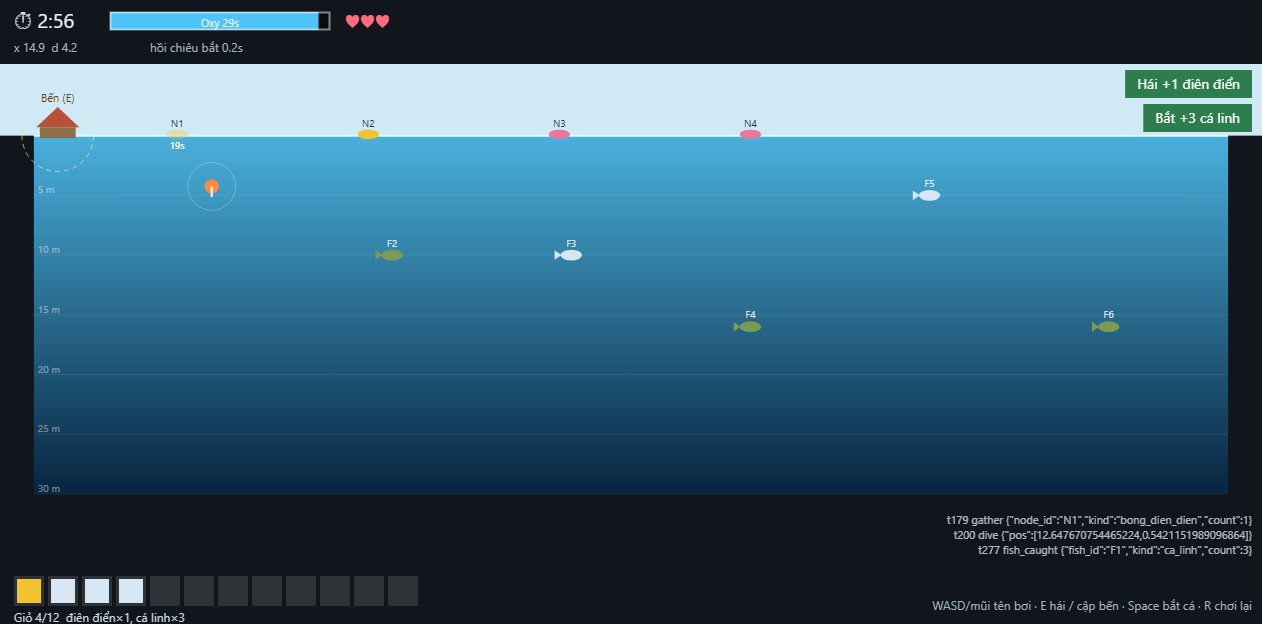 ⏱ 2:56
Oxy 29s
x 14.9 d 4.2
hồi chiêu bắt 0.2s
Hái +1 điên điển
Bắt +3 cá linh
Bến (E)
N1
N2
N3
N4
19s
5 m
F5
10 m
F2
F3
15 m
F4
F6
20 m
25 m
30 m
t179 gather {"node_id":"N1","kind":"bong_dien_dien","count":1}
t200 dive {"pos":[12.647670754465224,0.5421151989096864]}
t277 fish_caught {"fish_id":"F1","kind":"ca_linh","count":3}
WASD/mũi tên bơi · E hái / cập bến · Space bắt cá · R chơi lại
Giỏ 4/12 điên điển×1, cá linh×3